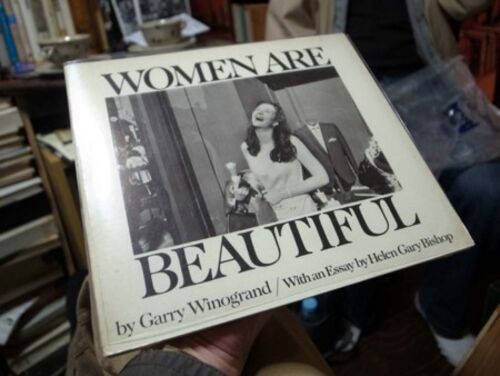 WOMEN ARE
BEAUTIFUL
by Garry Winogrand / With an Essay by Helen Gary Bishop